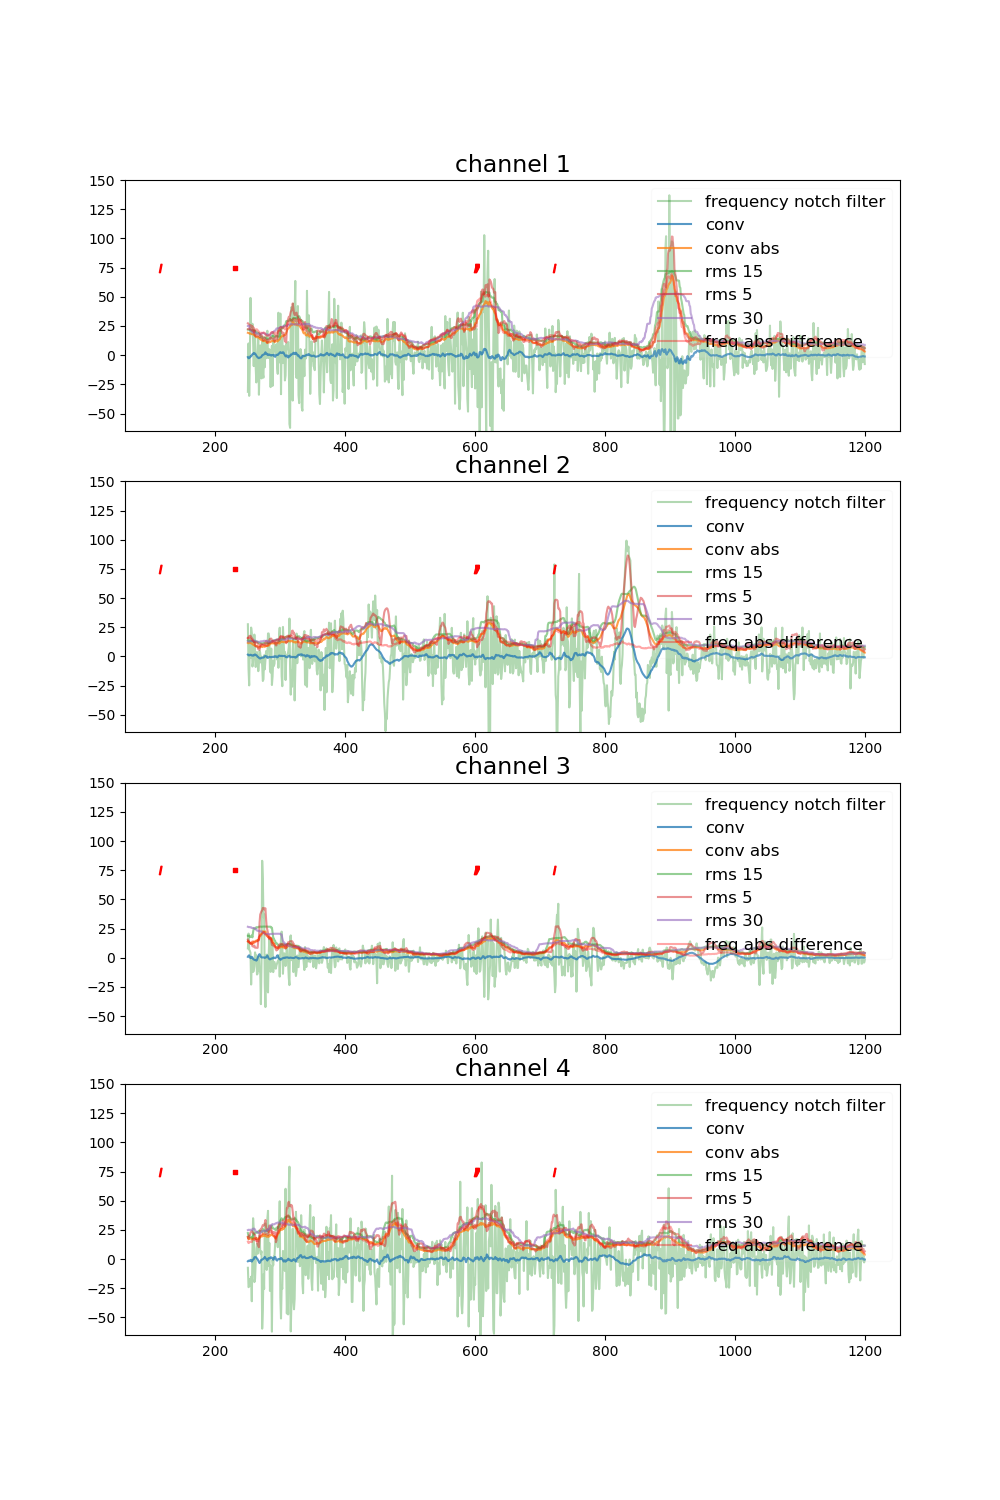 channel 1
150
125
100
75
50
25
0
−25
−50
200 400 600 800 1000 1200
frequency notch filter
conv
conv abs
rms 15
rms 5
rms 30
freq abs difference
channel 2
150
125
100
75
50
25
0
−25
−50
200 400 600 800 1000 1200
frequency notch filter
conv
conv abs
rms 15
rms 5
rms 30
freq abs difference
channel 3
150
125
100
75
50
25
0
−25
−50
200 400 600 800 1000 1200
frequency notch filter
conv
conv abs
rms 15
rms 5
rms 30
freq abs difference
channel 4
150
125
100
75
50
25
0
−25
−50
200 400 600 800 1000 1200
frequency notch filter
conv
conv abs
rms 15
rms 5
rms 30
freq abs difference